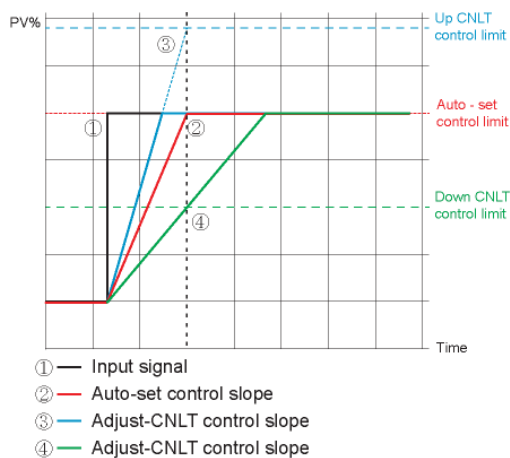 PV%
Up CNLT
control limit
③
①
②
Auto - set
control limit
Down CNLT
control limit
④
Time
① Input signal
② Auto-set control slope
③ Adjust-CNLT control slope
④ Adjust-CNLT control slope